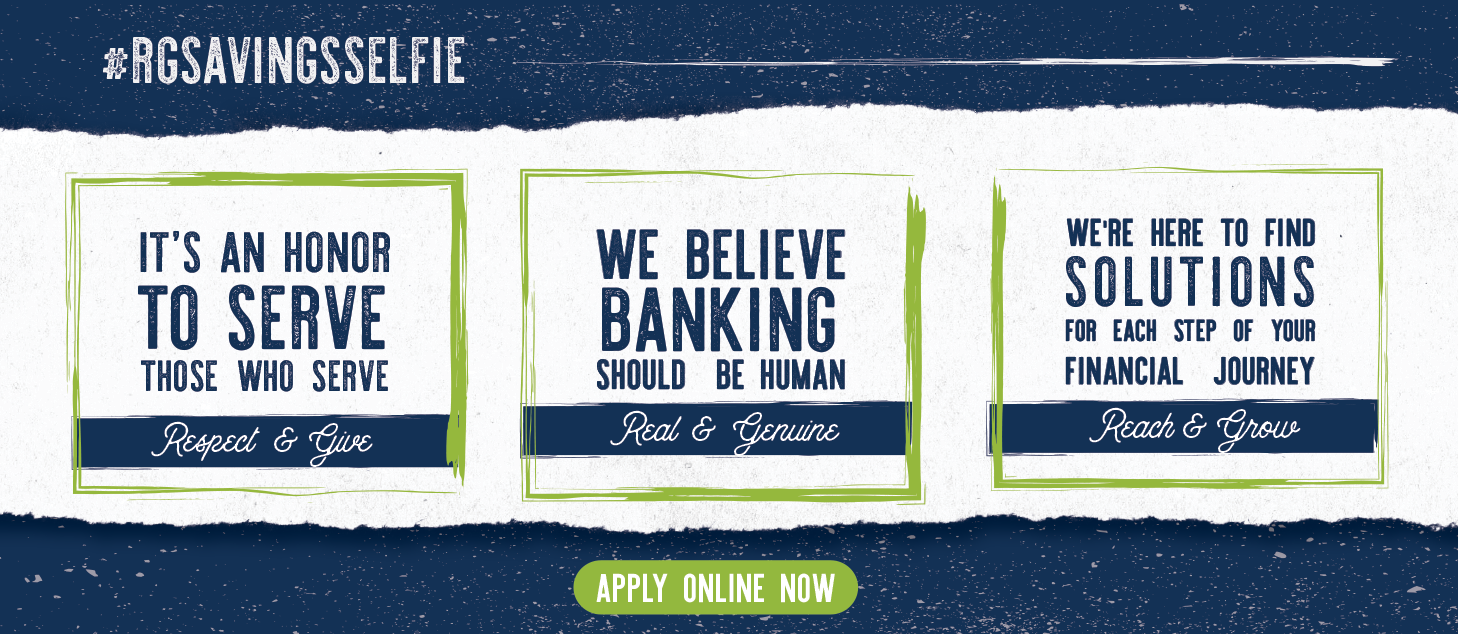 #RGSAVINGSSELFIE
IT'S AN HONOR
TO SERVE
THOSE WHO SERVE
Respect & Give
WE BELIEVE
BANKING
SHOULD BE HUMAN
Real & Genuine
WE'RE HERE TO FIND
SOLUTIONS
FOR EACH STEP OF YOUR
FINANCIAL JOURNEY
Reach & Grow
APPLY ONLINE NOW